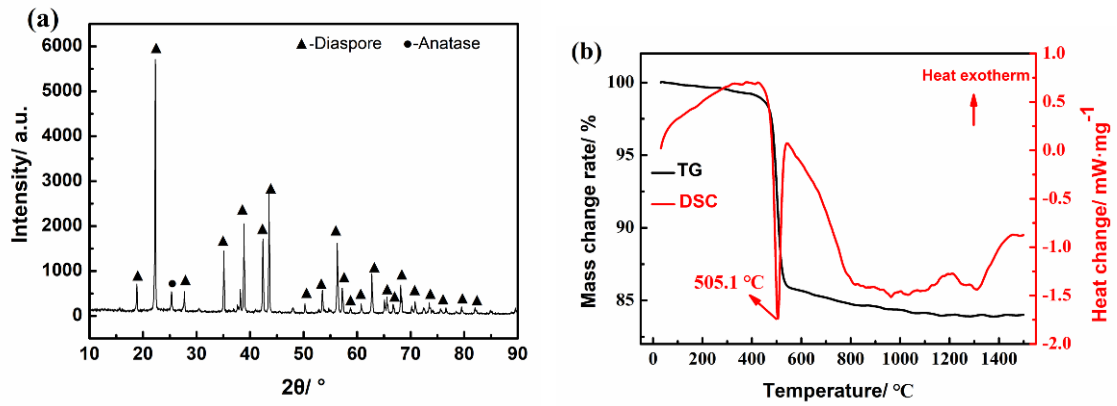 (a)
▲-Diaspore ●-Anatase
6000
5000
4000
3000
2000
1000
0
Intensity/ a.u.
10 20 30 40 50 60 70 80 90
2θ/ °
(b)
Heat exotherm
100
95
90
85
Mass change rate/ %
TG
DSC
505.1 °C
1.0
0.5
0.0
-0.5
-1.0
-1.5
-2.0
Heat change/ mW·mg⁻¹
0 200 400 600 800 1000 1200 1400
Temperature/ °C